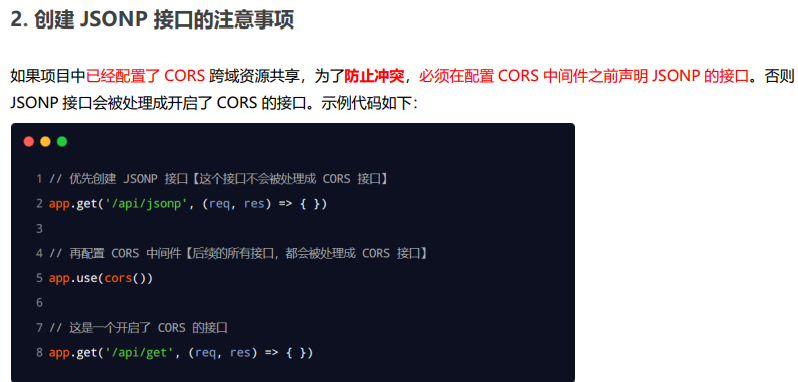 2. 创建 JSONP 接口的注意事项
如果项目中已经配置了 CORS 跨域资源共享，为了防止冲突，必须在配置 CORS 中间件之前声明 JSONP 的接口。否则
JSONP 接口会被处理成开启了 CORS 的接口。示例代码如下：
1 // 优先创建 JSONP 接口【这个接口不会被处理成 CORS 接口】
2 app.get('/api/jsonp', (req, res) => { })
3
4 // 再配置 CORS 中间件【后续的所有接口，都会被处理成 CORS 接口】
5 app.use(cors())
6
7 // 这是一个开启了 CORS 的接口
8 app.get('/api/get', (req, res) => { })